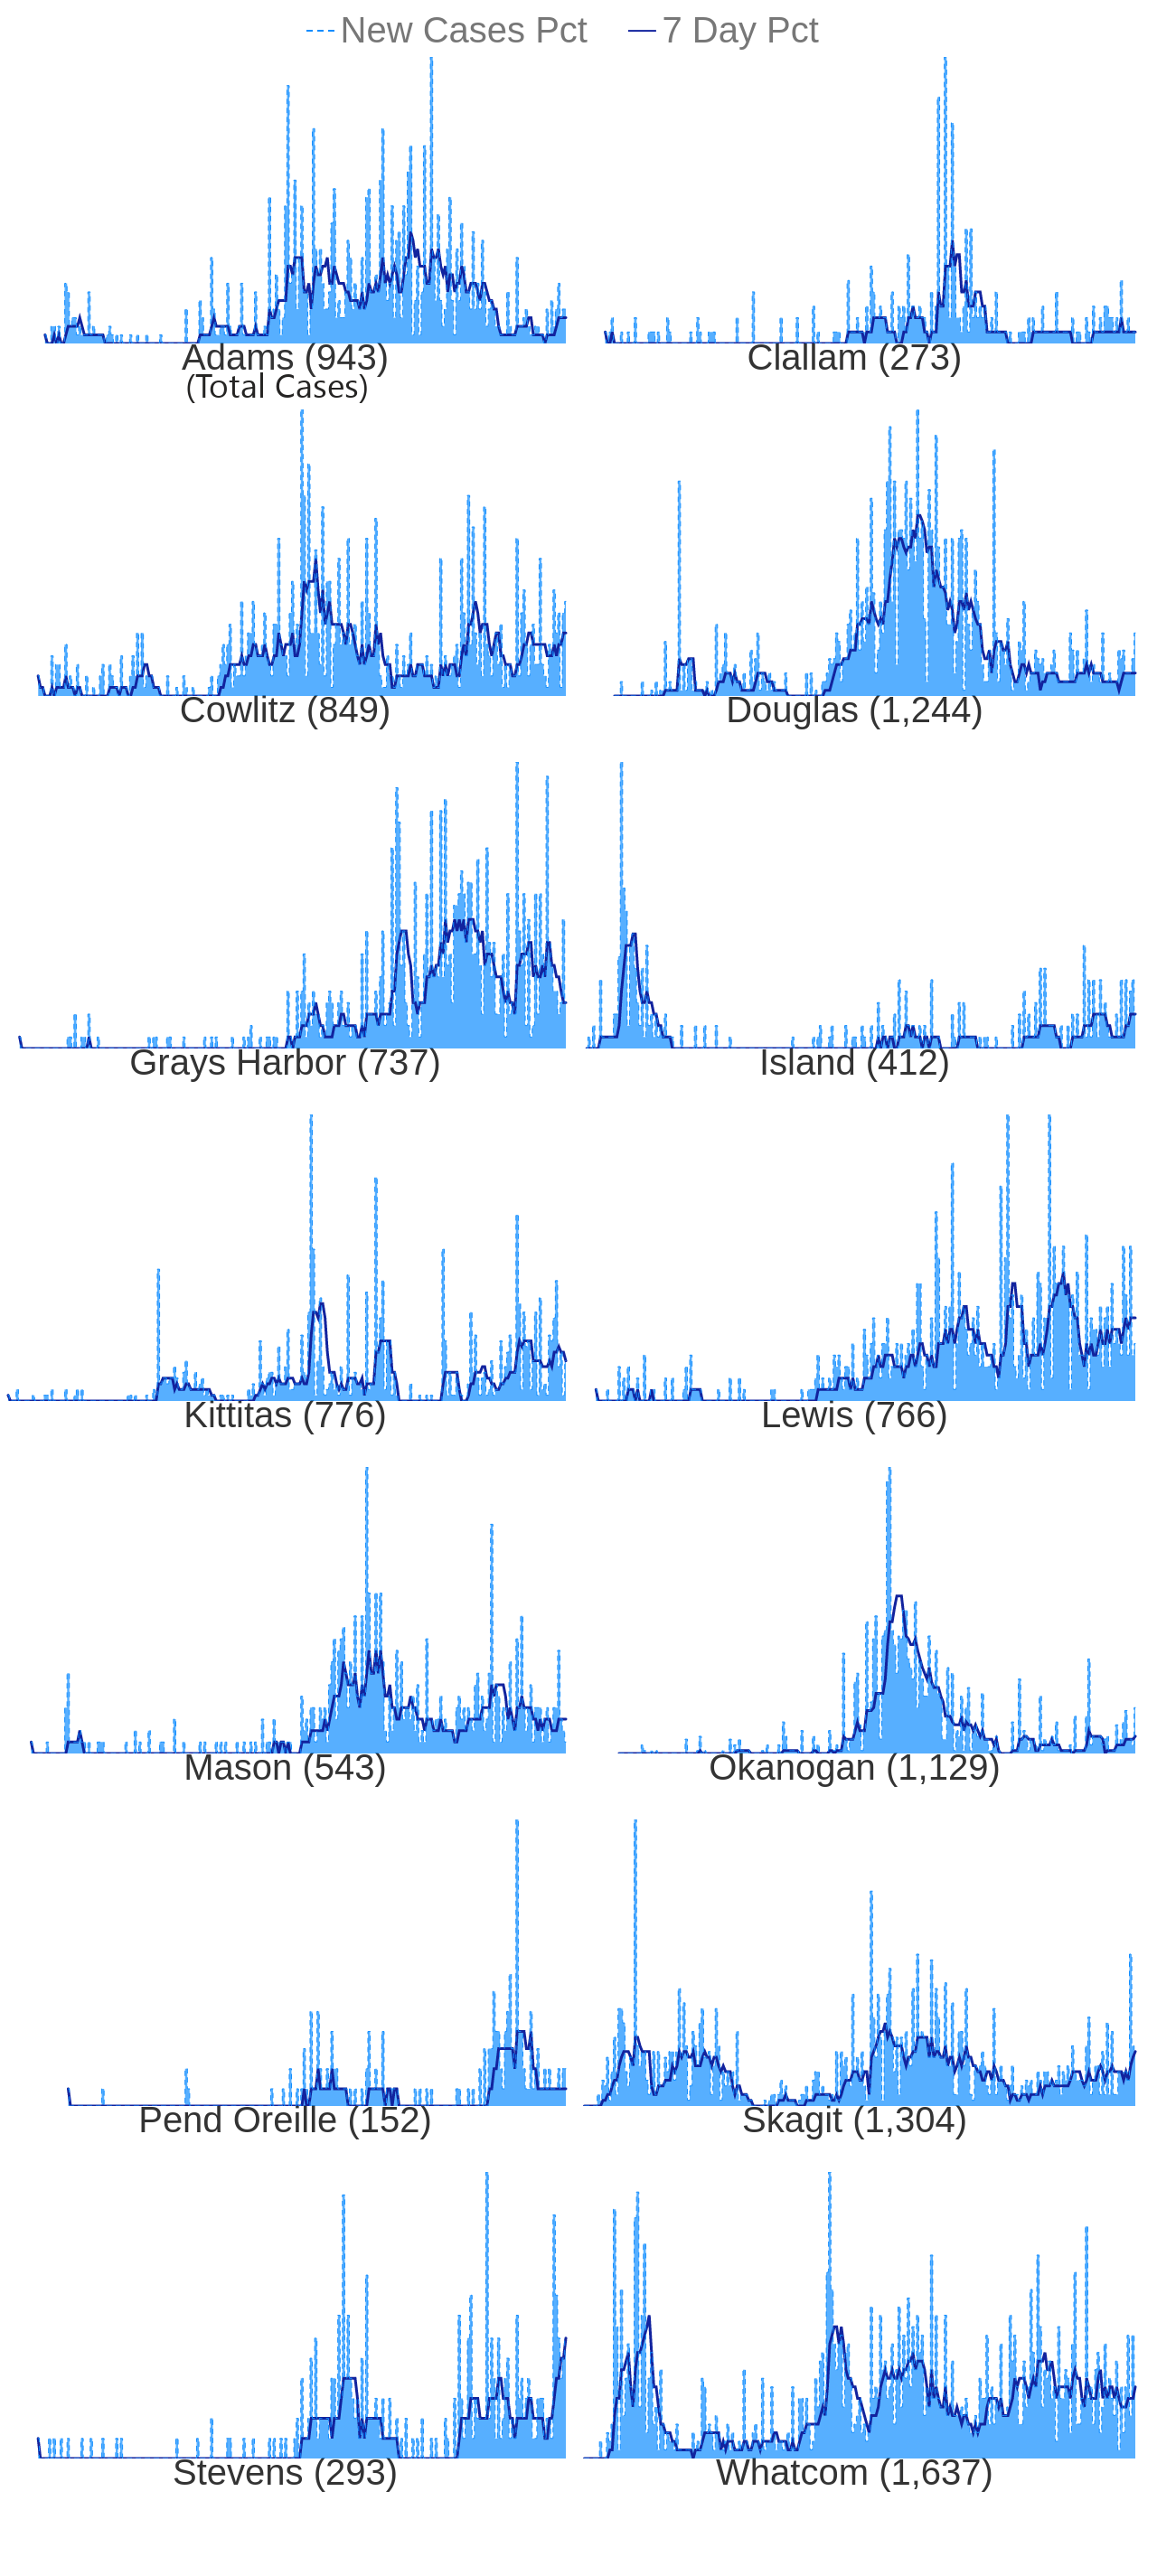 New Cases Pct 7 Day Pct
Adams (943) Clallam (273)
(Total Cases)
Cowlitz (849) Douglas (1,244)
Grays Harbor (737) Island (412)
Kittitas (776) Lewis (766)
Mason (543) Okanogan (1,129)
Pend Oreille (152) Skagit (1,304)
Stevens (293) Whatcom (1,637)